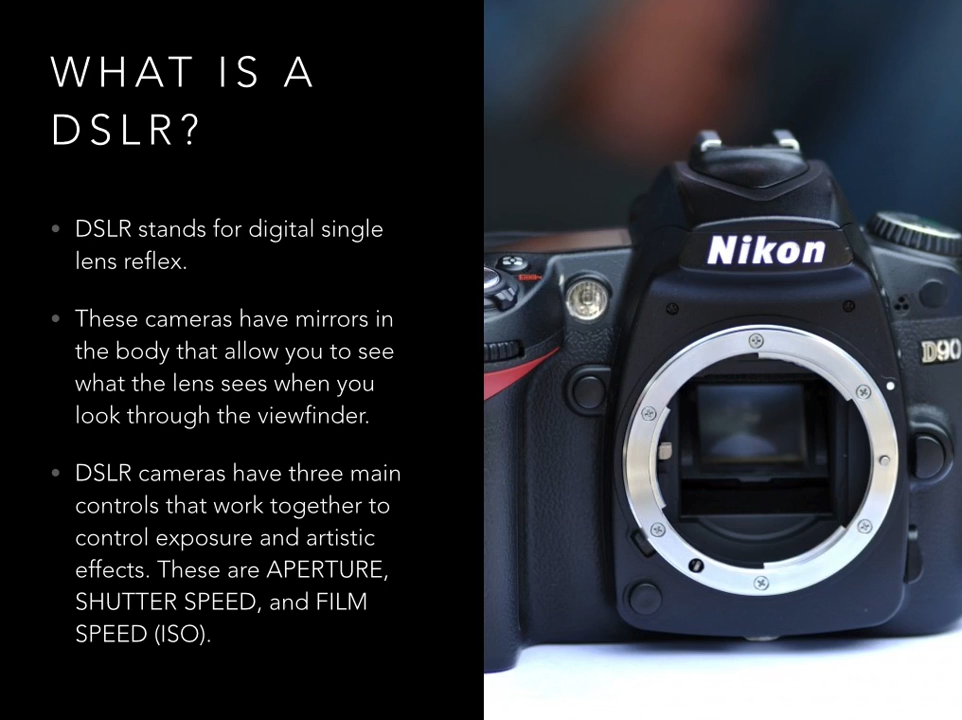 WHAT IS A
DSLR?
• DSLR stands for digital single
lens reflex.
• These cameras have mirrors in
the body that allow you to see
what the lens sees when you
look through the viewfinder.
• DSLR cameras have three main
controls that work together to
control exposure and artistic
effects. These are APERTURE,
SHUTTER SPEED, and FILM
SPEED (ISO).
Nikon
D90